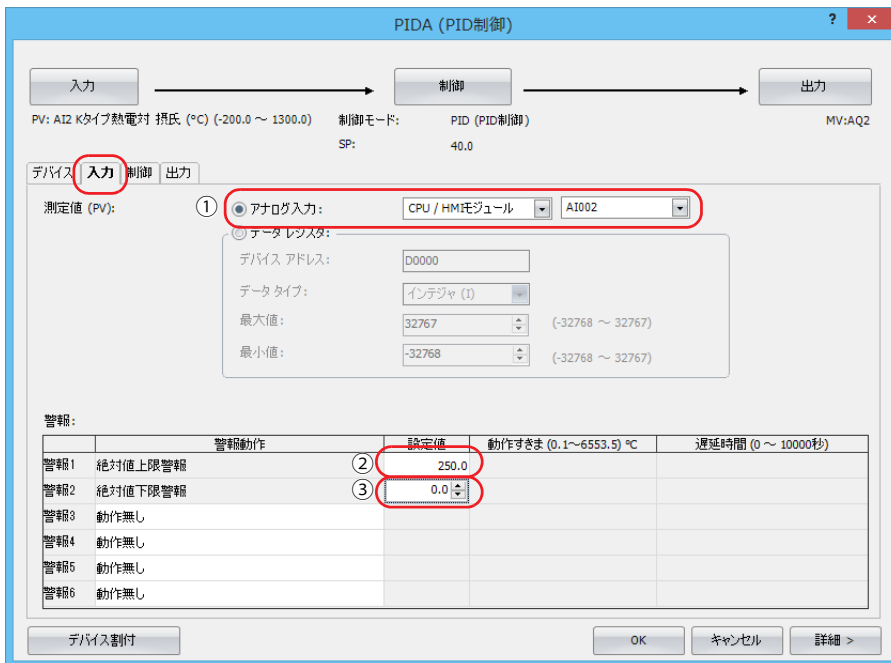 PIDA (PID制御)
? ×
入力 制御 出力
PV: AI2 Kタイプ熱電対 摂氏 (°C) (-200.0 ～ 1300.0) 制御モード: PID (PID制御) MV:AQ2
SP: 40.0
デバイス 入力 制御 出力
測定値 (PV): ① アナログ入力: CPU / HMIモジュール AI002
データ レジスタ:
デバイス アドレス: D0000
データ タイプ: インテジャ (I)
最大値: 32767 (-32768 ～ 32767)
最小値: -32768 (-32768 ～ 32767)
警報:
警報動作 設定値 動作すきま (0.1～6553.5) °C 遅延時間 (0 ～ 10000秒)
警報1 絶対値上限警報 ② 250.0
警報2 絶対値下限警報 ③ 0.0
警報3 動作無し
警報4 動作無し
警報5 動作無し
警報6 動作無し
デバイス割付 OK キャンセル 詳細 >